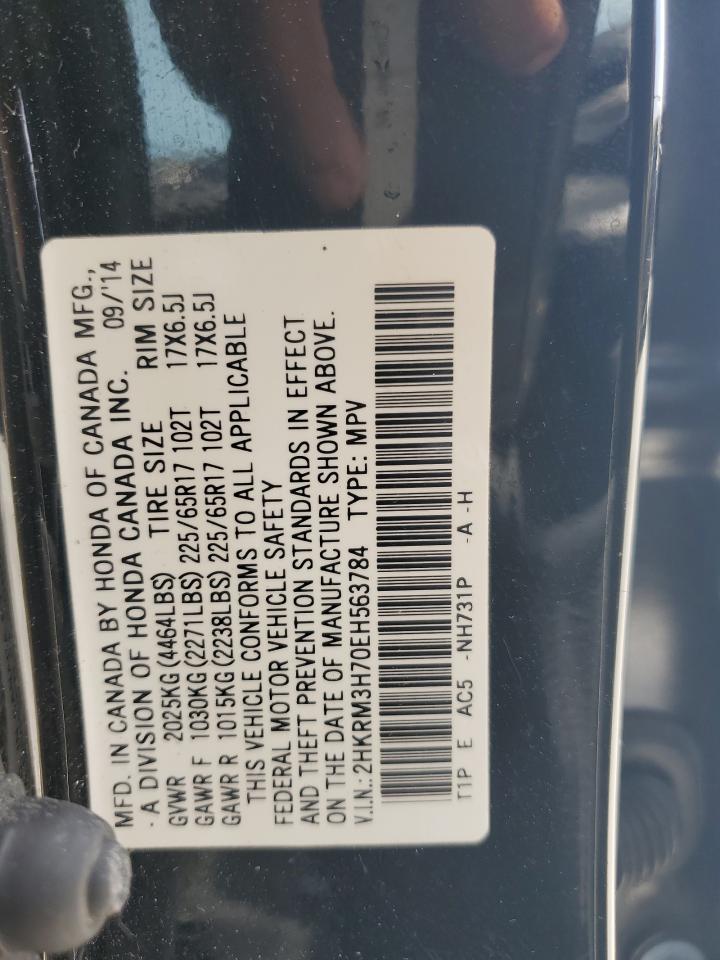 MFD. IN CANADA BY HONDA OF CANADA MFG.,
. A DIVISION OF HONDA CANADA INC. 09/'14
GVWR 2025KG(4464LBS) TIRE SIZE RIM SIZE
GAWR F 1030KG(2271LBS) 225/65R17 102T 17X6.5J
GAWR R 1015KG(2238LBS) 225/65R17 102T 17X6.5J
THIS VEHICLE CONFORMS TO ALL APPLICABLE
FEDERAL MOTOR VEHICLE SAFETY
AND THEFT PREVENTION STANDARDS IN EFFECT
ON THE DATE OF MANUFACTURE SHOWN ABOVE.
V.I.N.:2HKRM3H70EH563784 TYPE: MPV
T1P E AC5 -NH731P -A -H